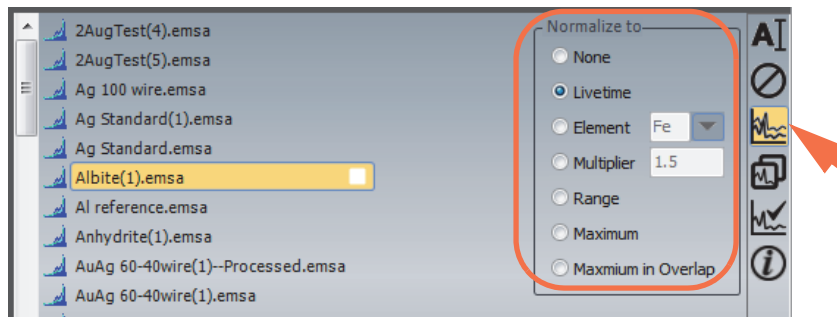 2AugTest(4).emsa
2AugTest(5).emsa
Ag 100 wire.emsa
Ag Standard(1).emsa
Ag Standard.emsa
Albite(1).emsa
Al reference.emsa
Anhydrite(1).emsa
AuAg 60-40wire(1)--Processed.emsa
AuAg 60-40wire(1).emsa
Normalize to
None
Livetime
Element Fe
Multiplier 1.5
Range
Maximum
Maxmium in Overlap
A
i